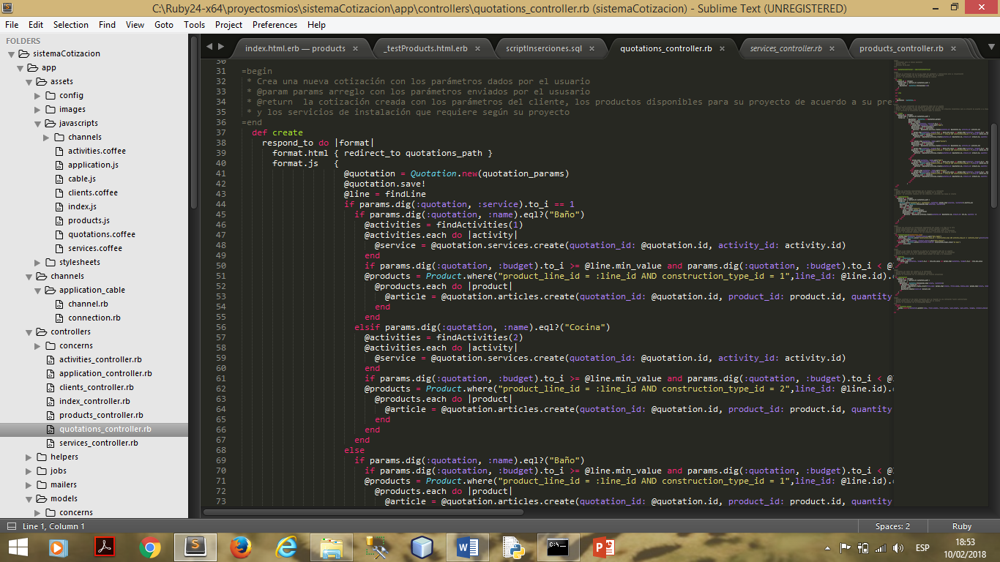 C:\Ruby24-x64\proyectosmios\sistemaCotizacion\app\controllers\quotations_controller.rb (sistemaCotizacion) - Sublime Text (UNREGISTERED)
File Edit Selection Find View Goto Tools Project Preferences Help
FOLDERS
sistemaCotizacion
app
assets
config
images
javascripts
channels
activities.coffee
application.js
cable.js
clients.coffee
index.js
products.js
quotations.coffee
services.coffee
stylesheets
channels
application_cable
channel.rb
connection.rb
controllers
concerns
activities_controller.rb
application_controller.rb
clients_controller.rb
index_controller.rb
products_controller.rb
quotations_controller.rb
services_controller.rb
helpers
jobs
mailers
models
concerns
index.html.erb — products _testProducts.html.erb scriptInserciones.sql quotations_controller.rb services_controller.rb products_controller.rb
30
31 =begin
32 * Crea una nueva cotización con los parámetros dados por el usuario
33 * @param params arreglo con los parámetros enviados por el ususario
34 * @return  la cotización creada con los parámetros del cliente, los productos disponibles para su proyecto de acuerdo a su pre
35 * y los servicios de instalación que requiere según su proyecto
36 =end
37 def create
38 respond_to do |format|
39 format.html { redirect_to quotations_path }
40 format.js   {
41 @quotation = Quotation.new(quotation_params)
42 @quotation.save!
43 @line = findLine
44 if params.dig(:quotation, :service).to_i == 1
45 if params.dig(:quotation, :name).eql?("Baño")
46 @activities = findActivities(1)
47 @activities.each do |activity|
48 @service = @quotation.services.create(quotation_id: @quotation.id, activity_id: activity.id)
49 end
50 if params.dig(:quotation, :budget).to_i >= @line.min_value and params.dig(:quotation, :budget).to_i < @
51 @products = Product.where("product_line_id = :line_id AND construction_type_id = 1",line_id: @line.id).
52 @products.each do |product|
53 @article = @quotation.articles.create(quotation_id: @quotation.id, product_id: product.id, quantity
54 end
55 end
56 elsif params.dig(:quotation, :name).eql?("Cocina")
57 @activities = findActivities(2)
58 @activities.each do |activity|
59 @service = @quotation.services.create(quotation_id: @quotation.id, activity_id: activity.id)
60 end
61 if params.dig(:quotation, :budget).to_i >= @line.min_value and params.dig(:quotation, :budget).to_i < @
62 @products = Product.where("product_line_id = :line_id AND construction_type_id = 2",line_id: @line.id).
63 @products.each do |product|
64 @article = @quotation.articles.create(quotation_id: @quotation.id, product_id: product.id, quantity
65 end
66 end
67 end
68 else
69 if params.dig(:quotation, :name).eql?("Baño")
70 if params.dig(:quotation, :budget).to_i >= @line.min_value and params.dig(:quotation, :budget).to_i < @
71 @products = Product.where("product_line_id = :line_id AND construction_type_id = 1",line_id: @line.id).
72 @products.each do |product|
73 @article = @quotation.articles.create(quotation_id: @quotation.id, product_id: product.id, quantity
Line 1, Column 1 Spaces: 2 Ruby
ESP 18:53
10/02/2018